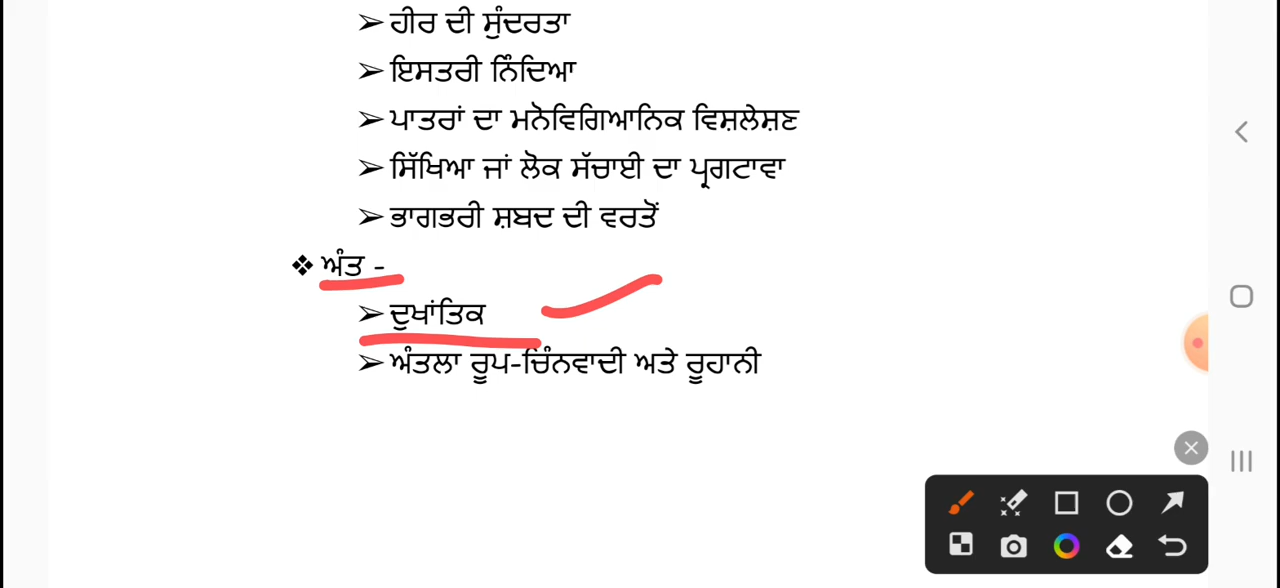 ➢ ਹੀਰ ਦੀ ਸੁੰਦਰਤਾ
➢ ਇਸਤਰੀ ਨਿੰਦਿਆ
➢ ਪਾਤਰਾਂ ਦਾ ਮਨੋਵਿਗਿਆਨਿਕ ਵਿਸ਼ਲੇਸ਼ਣ
➢ ਸਿੱਖਿਆ ਜਾਂ ਲੋਕ ਸੱਚਾਈ ਦਾ ਪ੍ਰਗਟਾਵਾ
➢ ਭਾਗਭਰੀ ਸ਼ਬਦ ਦੀ ਵਰਤੋਂ
❖ ਅੰਤ -
➢ ਦੁਖਾਂਤਿਕ
➢ ਅੰਤਲਾ ਰੂਪ-ਚਿੰਨਵਾਦੀ ਅਤੇ ਰੂਹਾਨੀ